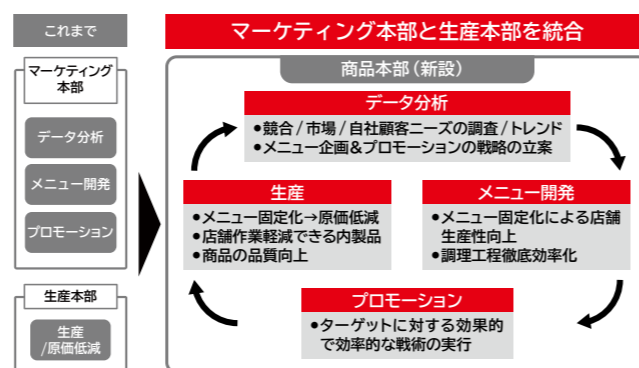 これまで
マーケティング本部と生産本部を統合
マーケティング
本部
データ分析
メニュー開発
プロモーション
生産本部
生産
/原価低減
商品本部（新設）
データ分析
●競合/市場/自社顧客ニーズの調査/トレンド
●メニュー企画&プロモーションの戦略の立案
生産
●メニュー固定化→原価低減
●店舗作業軽減できる内製品
●商品の品質向上
メニュー開発
●メニュー固定化による店舗
生産性向上
●調理工程徹底効率化
プロモーション
●ターゲットに対する効果的
で効率的な戦術の実行